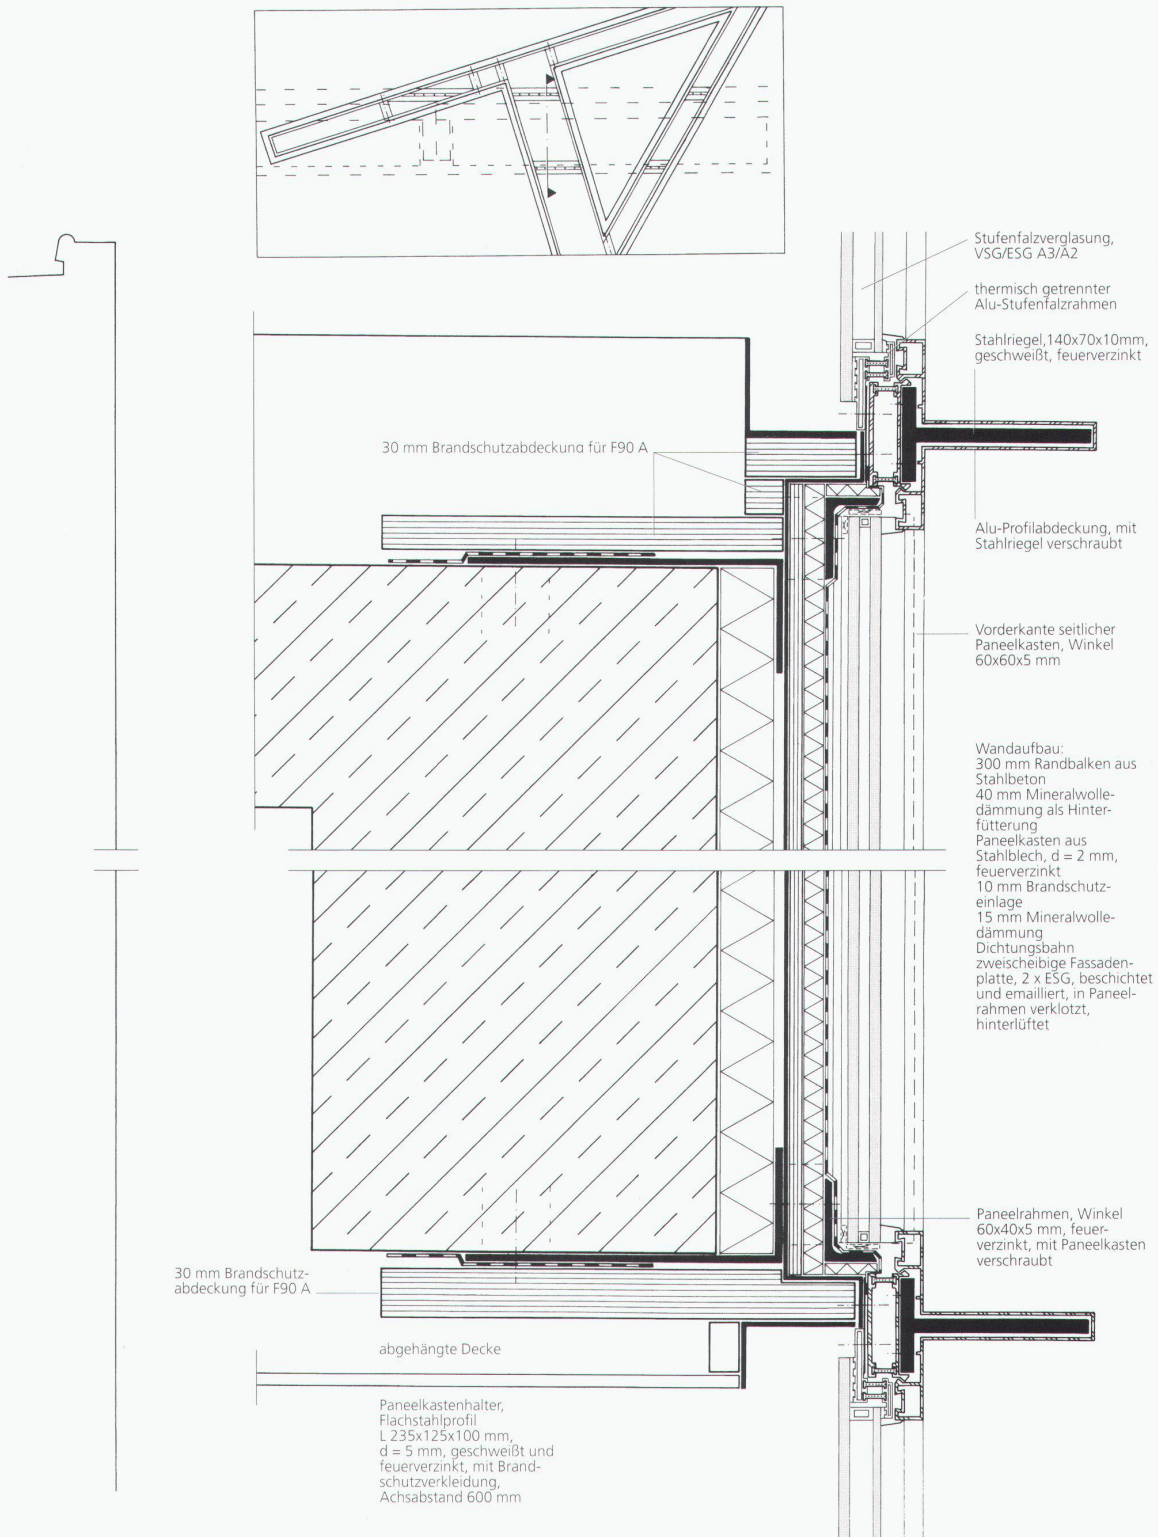 Stufenfalzverglasung,
VSG/ESG A3/A2
thermisch getrennter
Alu-Stufenfalzrahmen
Stahlriegel,140x70x10mm,
geschweißt, feuerverzinkt
30 mm Brandschutzabdeckung für F90 A
Alu-Profilabdeckung, mit
Stahlriegel verschraubt
Vorderkante seitlicher
Paneelkasten, Winkel
60x60x5 mm
Wandaufbau:
300 mm Randbalken aus
Stahlbeton
40 mm Mineralwolle-
dämmung als Hinter-
fütterung
Paneelkasten aus
Stahlblech, d = 2 mm,
feuerverzinkt
10 mm Brandschutz-
einlage
15 mm Mineralwolle-
dämmung
Dichtungsbahn
zweischeibige Fassaden-
platte, 2 x ESG, beschichtet
und emailliert, in Paneel-
rahmen verklotzt,
hinterlüftet
Paneelrahmen, Winkel
60x40x5 mm, feuer-
verzinkt, mit Paneelkasten
verschraubt
30 mm Brandschutz-
abdeckung für F90 A
abgehängte Decke
Paneelkastenhalter,
Flachstahlprofil
L 235x125x100 mm,
d = 5 mm, geschweißt und
feuerverzinkt, mit Brand-
schutzverkleidung,
Achsabstand 600 mm